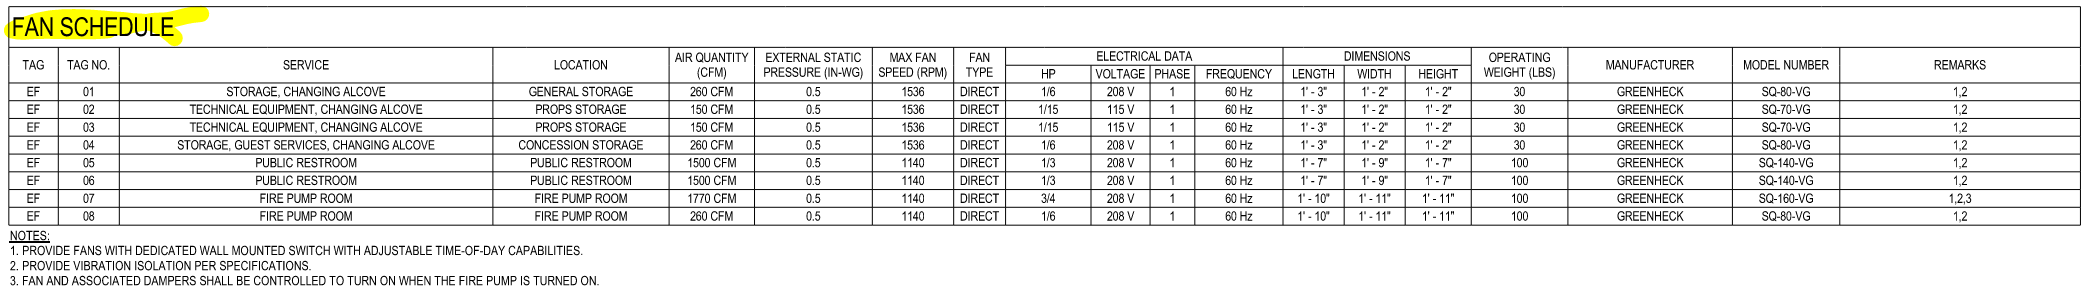 FAN SCHEDULE
TAG TAG NO. SERVICE LOCATION AIR QUANTITY (CFM) EXTERNAL STATIC PRESSURE (IN-WG) MAX FAN SPEED (RPM) FAN TYPE ELECTRICAL DATA DIMENSIONS OPERATING WEIGHT (LBS) MANUFACTURER MODEL NUMBER REMARKS
HP VOLTAGE PHASE FREQUENCY LENGTH WIDTH HEIGHT
EF 01 STORAGE, CHANGING ALCOVE GENERAL STORAGE 260 CFM 0.5 1536 DIRECT 1/6 208 V 1 60 Hz 1' - 3" 1' - 2" 1' - 2" 30 GREENHECK SQ-80-VG 1,2
EF 02 TECHNICAL EQUIPMENT, CHANGING ALCOVE PROPS STORAGE 150 CFM 0.5 1536 DIRECT 1/15 115 V 1 60 Hz 1' - 3" 1' - 2" 1' - 2" 30 GREENHECK SQ-70-VG 1,2
EF 03 TECHNICAL EQUIPMENT, CHANGING ALCOVE PROPS STORAGE 150 CFM 0.5 1536 DIRECT 1/15 115 V 1 60 Hz 1' - 3" 1' - 2" 1' - 2" 30 GREENHECK SQ-70-VG 1,2
EF 04 STORAGE, GUEST SERVICES, CHANGING ALCOVE CONCESSION STORAGE 260 CFM 0.5 1536 DIRECT 1/6 208 V 1 60 Hz 1' - 3" 1' - 2" 1' - 2" 30 GREENHECK SQ-80-VG 1,2
EF 05 PUBLIC RESTROOM PUBLIC RESTROOM 1500 CFM 0.5 1140 DIRECT 1/3 208 V 1 60 Hz 1' - 7" 1' - 9" 1' - 7" 100 GREENHECK SQ-140-VG 1,2
EF 06 PUBLIC RESTROOM PUBLIC RESTROOM 1500 CFM 0.5 1140 DIRECT 1/3 208 V 1 60 Hz 1' - 7" 1' - 9" 1' - 7" 100 GREENHECK SQ-140-VG 1,2
EF 07 FIRE PUMP ROOM FIRE PUMP ROOM 1770 CFM 0.5 1140 DIRECT 3/4 208 V 1 60 Hz 1' - 10" 1' - 11" 1' - 11" 100 GREENHECK SQ-160-VG 1,2,3
EF 08 FIRE PUMP ROOM FIRE PUMP ROOM 260 CFM 0.5 1140 DIRECT 1/6 208 V 1 60 Hz 1' - 10" 1' - 11" 1' - 11" 100 GREENHECK SQ-80-VG 1,2
NOTES:
1. PROVIDE FANS WITH DEDICATED WALL MOUNTED SWITCH WITH ADJUSTABLE TIME-OF-DAY CAPABILITIES.
2. PROVIDE VIBRATION ISOLATION PER SPECIFICATIONS.
3. FAN AND ASSOCIATED DAMPERS SHALL BE CONTROLLED TO TURN ON WHEN THE FIRE PUMP IS TURNED ON.